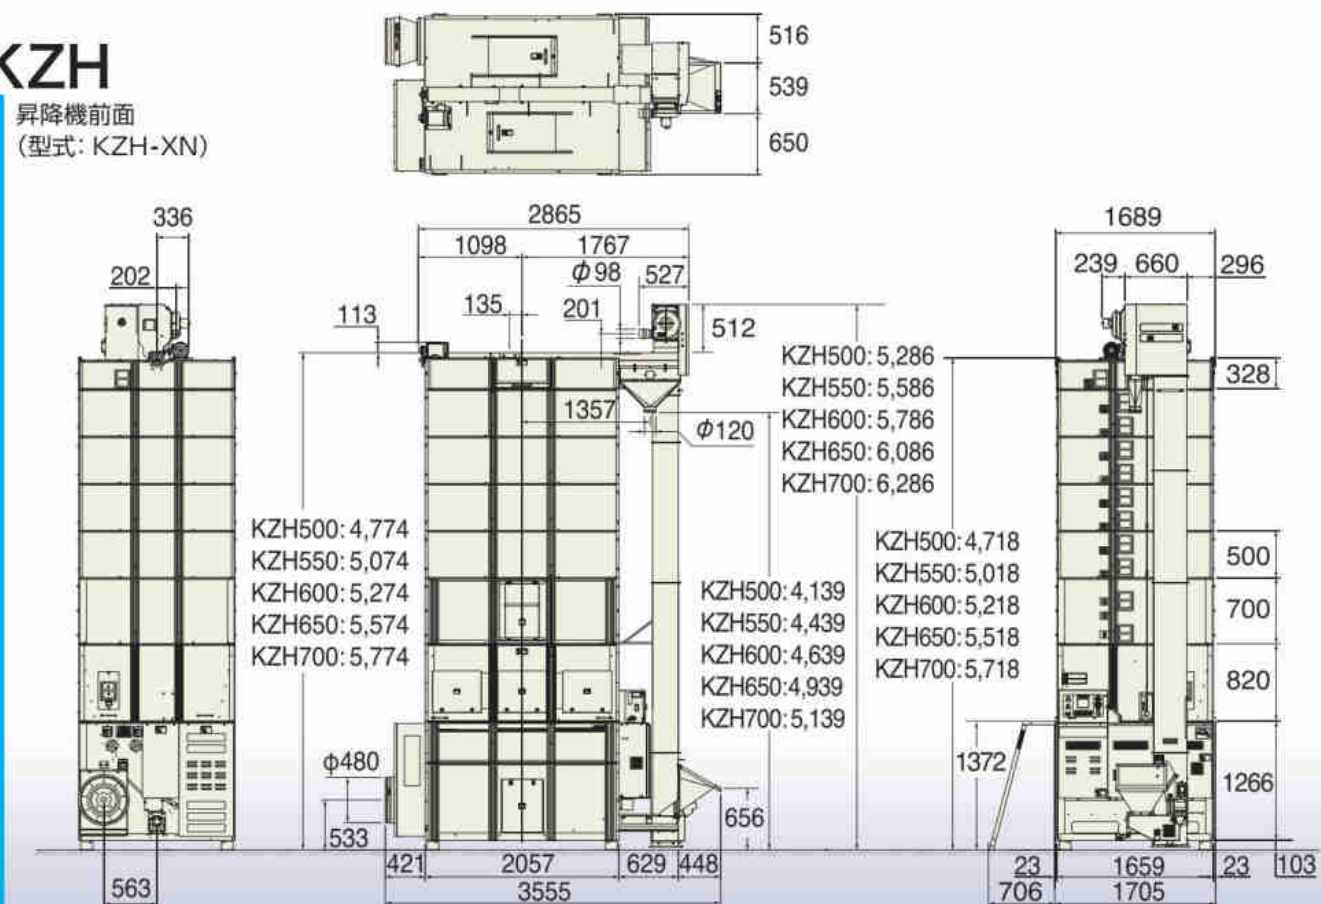 KZH
昇降機前面
(型式: KZH-XN)
516
539
650
336
202
2865
1098
1767
φ98
527
135
201
113
512
1357
φ120
KZH500: 5,286
KZH550: 5,586
KZH600: 5,786
KZH650: 6,086
KZH700: 6,286
KZH500: 4,774
KZH550: 5,074
KZH600: 5,274
KZH650: 5,574
KZH700: 5,774
KZH500: 4,139
KZH550: 4,439
KZH600: 4,639
KZH650: 4,939
KZH700: 5,139
φ480
533
563
656
421
2057
629
448
3555
1689
239
660
296
328
KZH500: 4,718
KZH550: 5,018
KZH600: 5,218
KZH650: 5,518
KZH700: 5,718
500
700
820
1372
1266
23
1659
23
103
706
1705